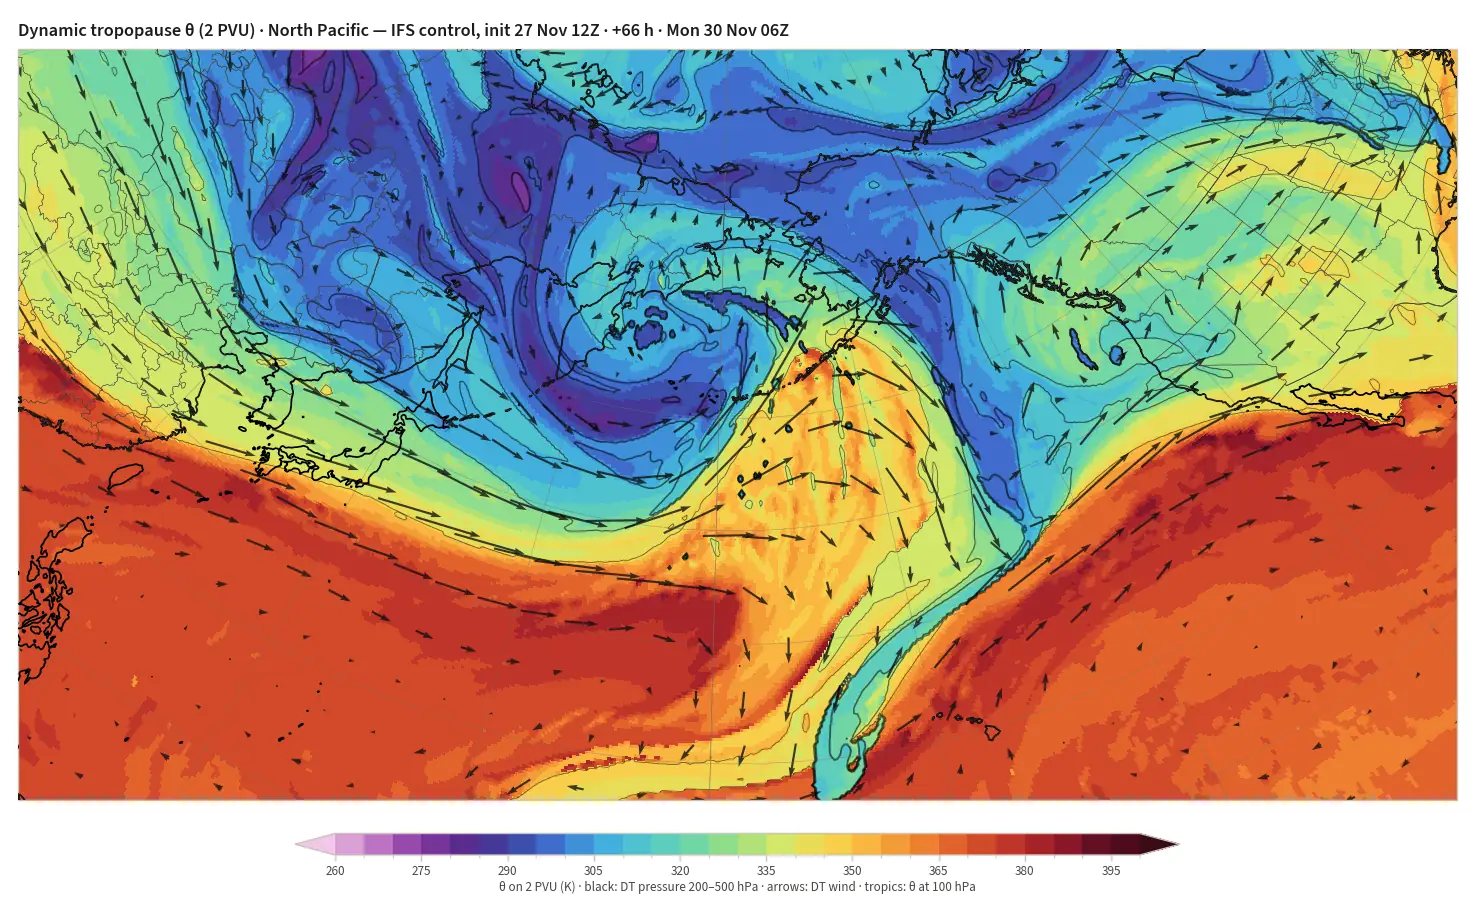 Dynamic tropopause θ (2 PVU) · North Pacific — IFS control, init 27 Nov 12Z · +66 h · Mon 30 Nov 06Z
260 275 290 305 320 335 350 365 380 395
θ on 2 PVU (K) · black: DT pressure 200–500 hPa · arrows: DT wind · tropics: θ at 100 hPa